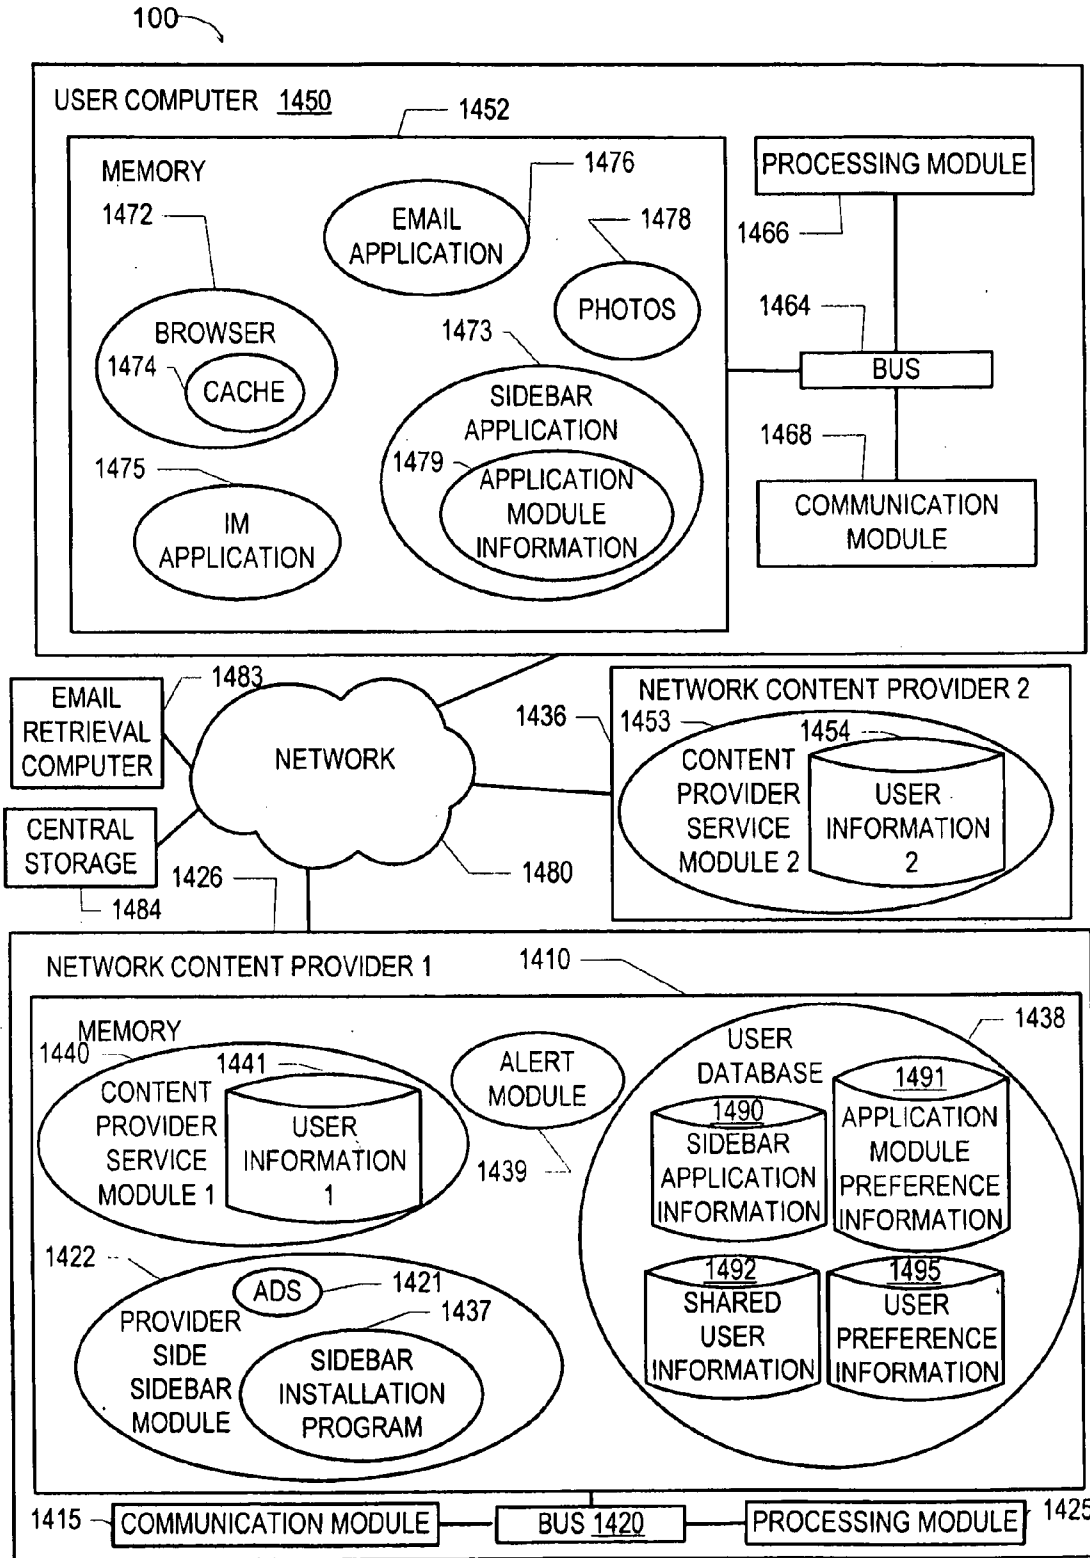 100
USER COMPUTER 1450
1452
MEMORY
1472
EMAIL
APPLICATION
1476
1478
PHOTOS
BROWSER
1474
CACHE
1473
SIDEBAR
APPLICATION
1479
APPLICATION
MODULE
INFORMATION
1475
IM
APPLICATION
PROCESSING MODULE
1466
1464
BUS
1468
COMMUNICATION
MODULE
EMAIL
RETRIEVAL
COMPUTER
1483
NETWORK
CENTRAL
STORAGE
1484
1426
1480
1436
NETWORK CONTENT PROVIDER 2
1453
1454
CONTENT
PROVIDER
SERVICE
MODULE 2
USER
INFORMATION
2
NETWORK CONTENT PROVIDER 1
1410
MEMORY
1440
1441
CONTENT
PROVIDER
SERVICE
MODULE 1
USER
INFORMATION
1
ALERT
MODULE
1439
1438
USER
DATABASE
1490
SIDEBAR
APPLICATION
INFORMATION
1491
APPLICATION
MODULE
PREFERENCE
INFORMATION
1492
SHARED
USER
INFORMATION
1495
USER
PREFERENCE
INFORMATION
1422
ADS
1421
1437
PROVIDER
SIDE
SIDEBAR
MODULE
SIDEBAR
INSTALLATION
PROGRAM
1415
COMMUNICATION MODULE
BUS 1420
PROCESSING MODULE
1425